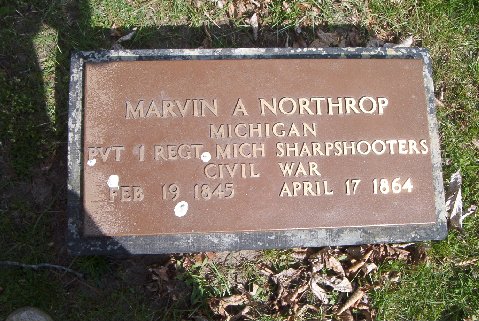 MARVIN A NORTHROP
MICHIGAN
PVT 1 REGT MICH SHARPSHOOTERS
CIVIL WAR
FEB 19 1845 APRIL 17 1864